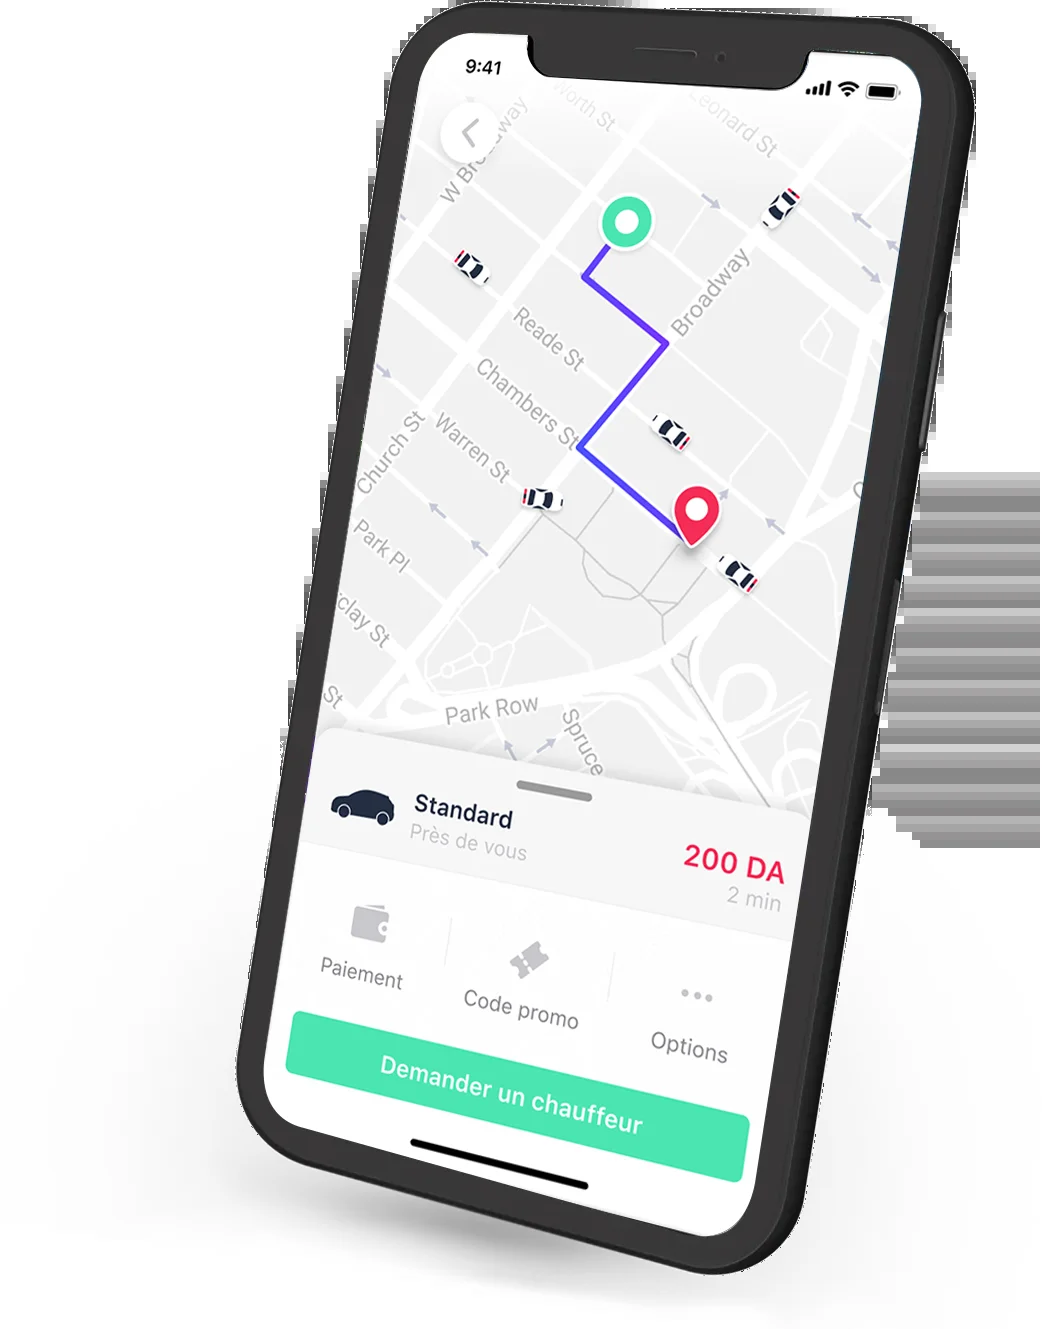 9:41
Worth St
Leonard St
W Broadway
Broadway
Reade St
Chambers St
Warren St
Church St
Park Pl
clay St
St
Park Row
Spruce
Standard
Près de vous
200 DA
2 min
Paiement
Code promo
Options
Demander un chauffeur